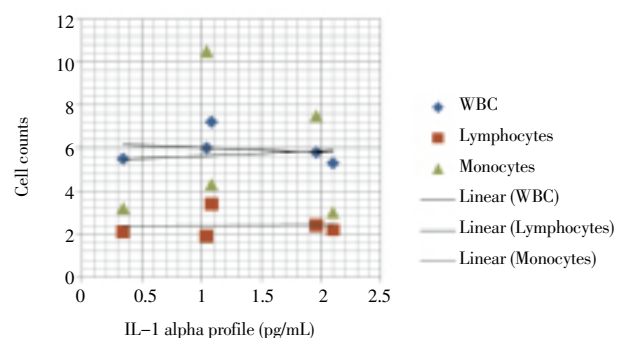 12
10
8
6
4
2
0
Cell counts
0 0.5 1 1.5 2 2.5
IL-1 alpha profile (pg/mL)
WBC
Lymphocytes
Monocytes
Linear (WBC)
Linear (Lymphocytes)
Linear (Monocytes)